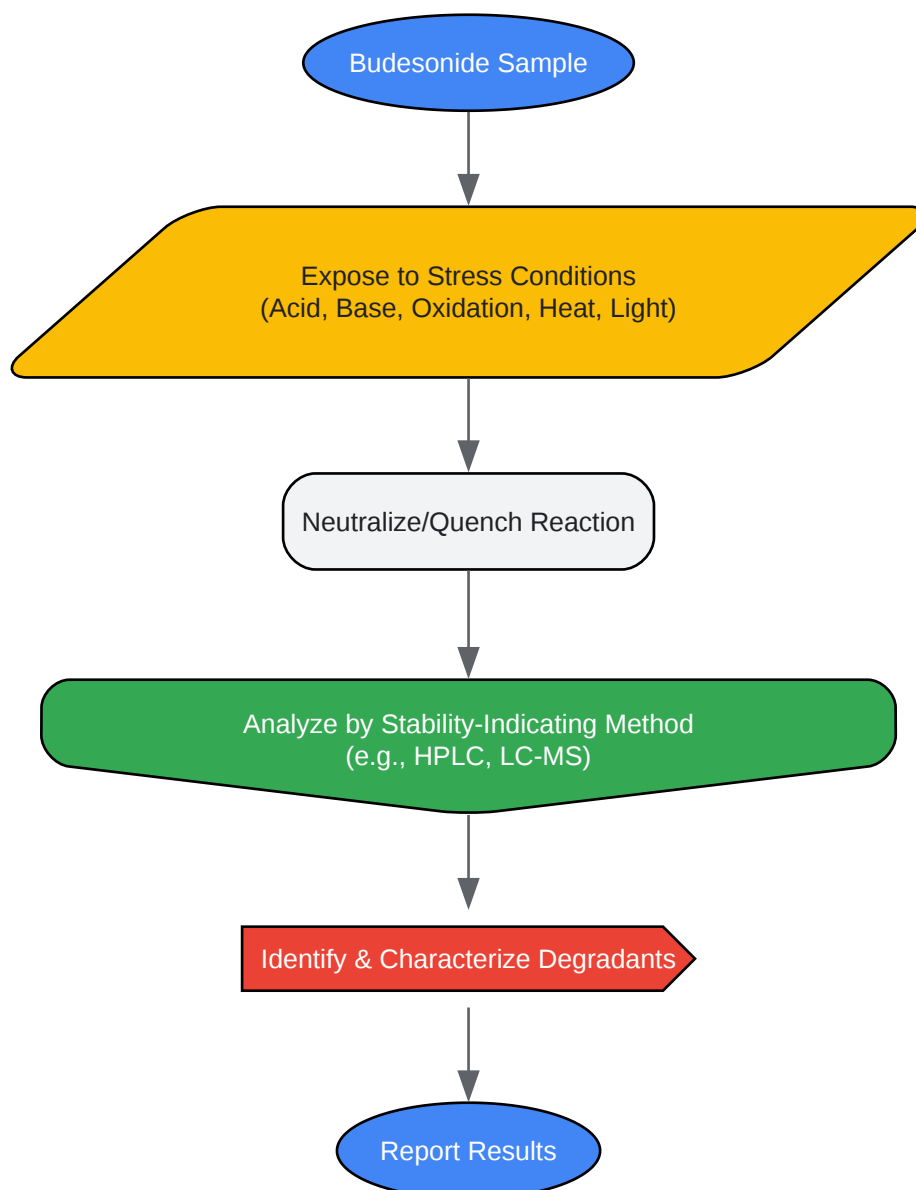 Budesonide Sample
Expose to Stress Conditions
(Acid, Base, Oxidation, Heat, Light)
Neutralize/Quench Reaction
Analyze by Stability-Indicating Method
(e.g., HPLC, LC-MS)
Identify & Characterize Degradants
Report Results